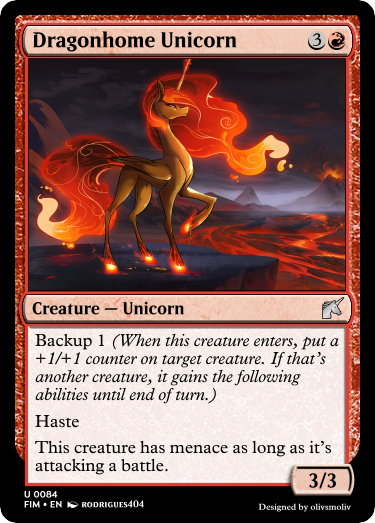 Dragonhome Unicorn 3
Creature — Unicorn
Backup 1 (When this creature enters, put a
+1/+1 counter on target creature. If that's
another creature, it gains the following
abilities until end of turn.)
Haste
This creature has menace as long as it's
attacking a battle.
3/3
U 0084
FIM • EN RODRIGUES404
Designed by olivsmoliv